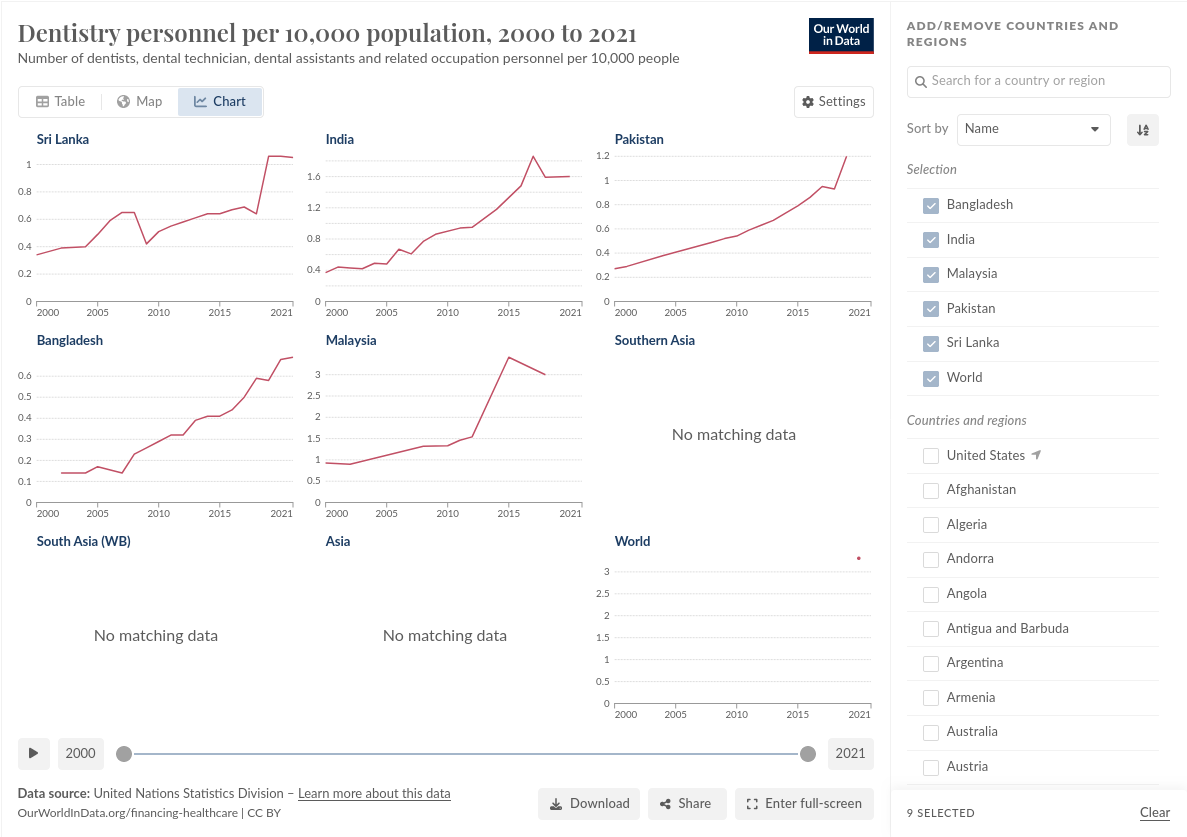 Dentistry personnel per 10,000 population, 2000 to 2021
Number of dentists, dental technician, dental assistants and related occupation personnel per 10,000 people
Our World
in Data
Table
Map
Chart
Settings
Sri Lanka
1
0.8
0.6
0.4
0.2
0
2000 2005 2010 2015 2021
India
1.6
1.2
0.8
0.4
0
2000 2005 2010 2015 2021
Pakistan
1.2
1
0.8
0.6
0.4
0.2
0
2000 2005 2010 2015 2021
Bangladesh
0.6
0.5
0.4
0.3
0.2
0.1
0
2000 2005 2010 2015 2021
Malaysia
3
2.5
2
1.5
1
0.5
0
2000 2005 2010 2015 2021
Southern Asia
No matching data
South Asia (WB)
No matching data
Asia
No matching data
World
3
2.5
2
1.5
1
0.5
0
2000 2005 2010 2015 2021
2000
2021
Data source: United Nations Statistics Division – Learn more about this data
OurWorldInData.org/financing-healthcare | CC BY
Download
Share
Enter full-screen
ADD/REMOVE COUNTRIES AND
REGIONS
Search for a country or region
Sort by
Name
Selection
Bangladesh
India
Malaysia
Pakistan
Sri Lanka
World
Countries and regions
United States
Afghanistan
Algeria
Andorra
Angola
Antigua and Barbuda
Argentina
Armenia
Australia
Austria
9 SELECTED
Clear